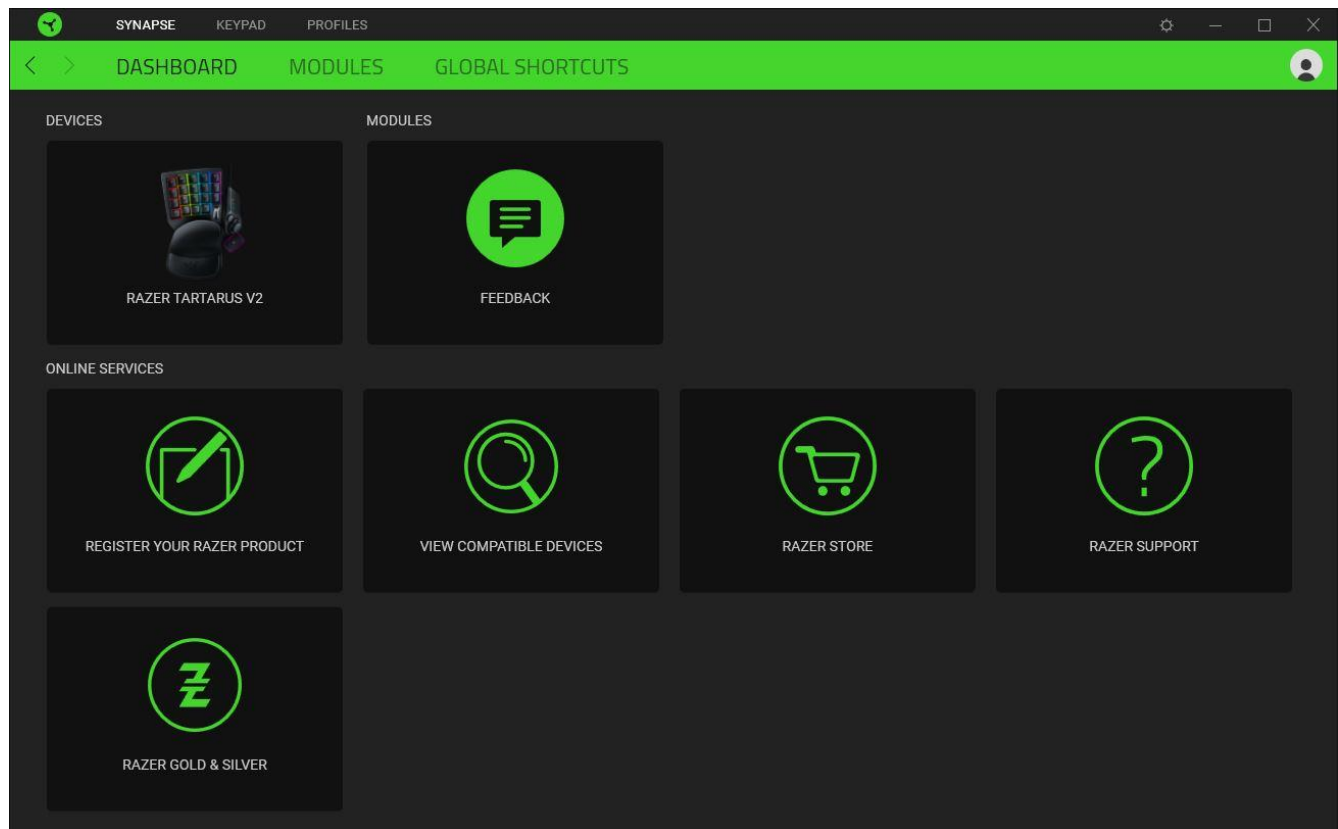 SYNAPSE KEYPAD PROFILES
DASHBOARD MODULES GLOBAL SHORTCUTS
DEVICES MODULES
RAZER TARTARUS V2 FEEDBACK
ONLINE SERVICES
REGISTER YOUR RAZER PRODUCT VIEW COMPATIBLE DEVICES RAZER STORE RAZER SUPPORT
RAZER GOLD & SILVER